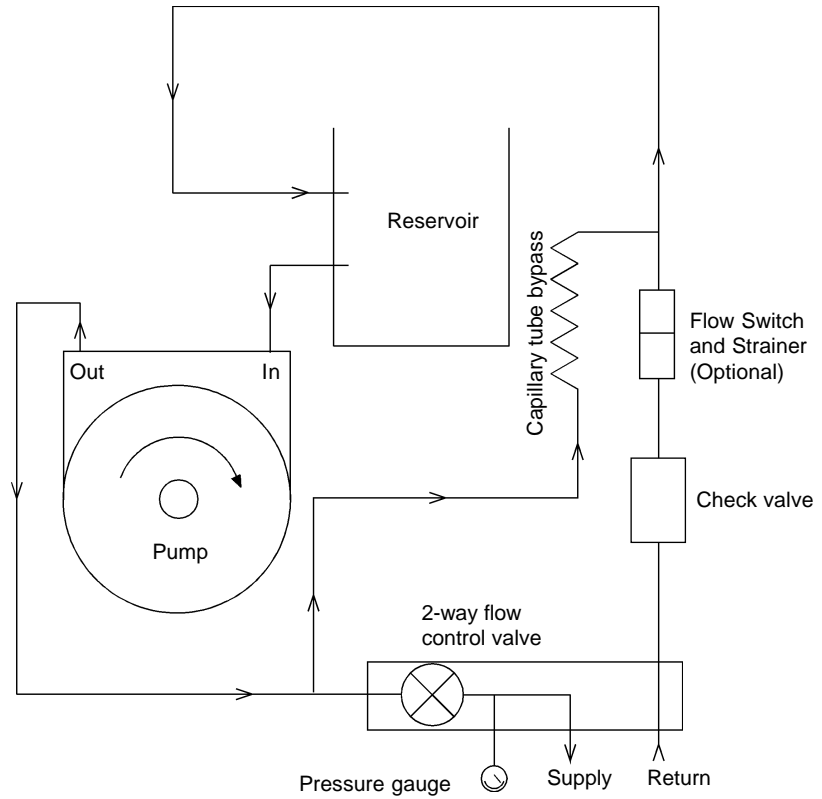 Reservoir
Capillary tube bypass
Flow Switch
and Strainer
(Optional)
Out
In
Check valve
Pump
2-way flow
control valve
Pressure gauge
Supply
Return